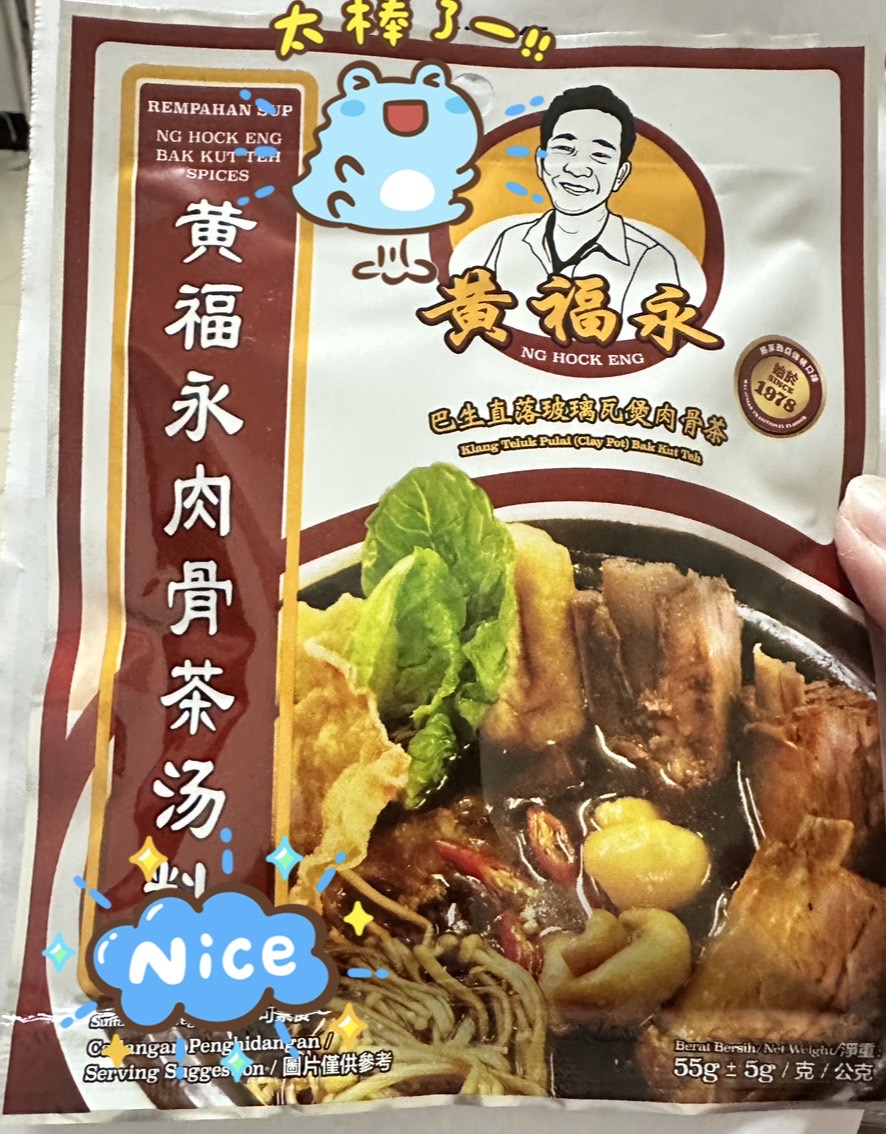 太棒了一!!
REMPAHAN SUP
NG HOCK ENG
BAK KUT TEH
SPICES
黄福永肉骨茶汤
黄福永
NG HOCK ENG
始於
SINCE
1978
巴生直落玻璃瓦煲肉骨茶
Klang Teluk Pulai (Clay Pot) Bak Kut Teh
Nice
Cadangan Penghidangan /
Serving Suggestion / 圖片僅供參考
Berat Bersih/Net Weight/淨重:
55g ± 5g / 克 / 公克